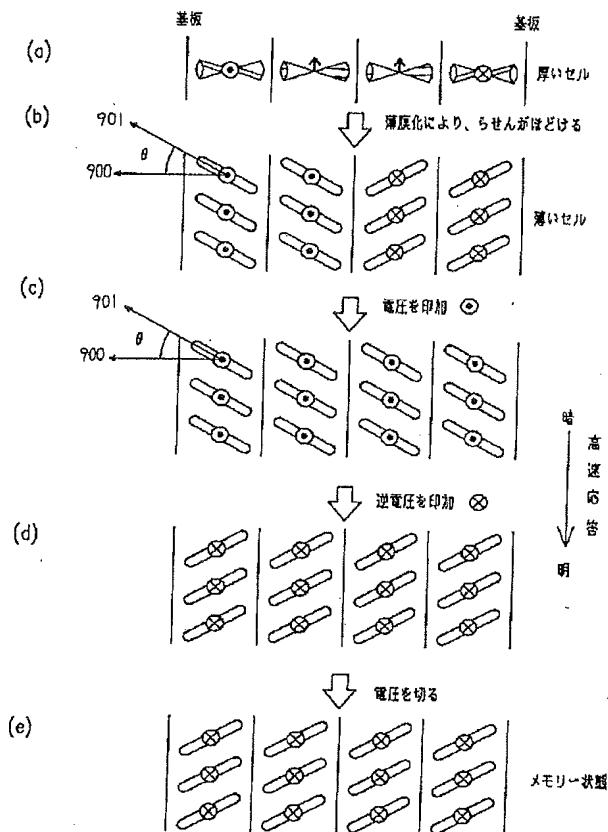 基板
基板
(a)
厚いセル
(b)
薄膜化により、らせんがほどける
901
θ
900
薄いセル
(c)
電圧を印加 ⊙
901
θ
900
暗
高速応答
明
逆電圧を印加 ⊗
(d)
電圧を切る
(e)
メモリー状態